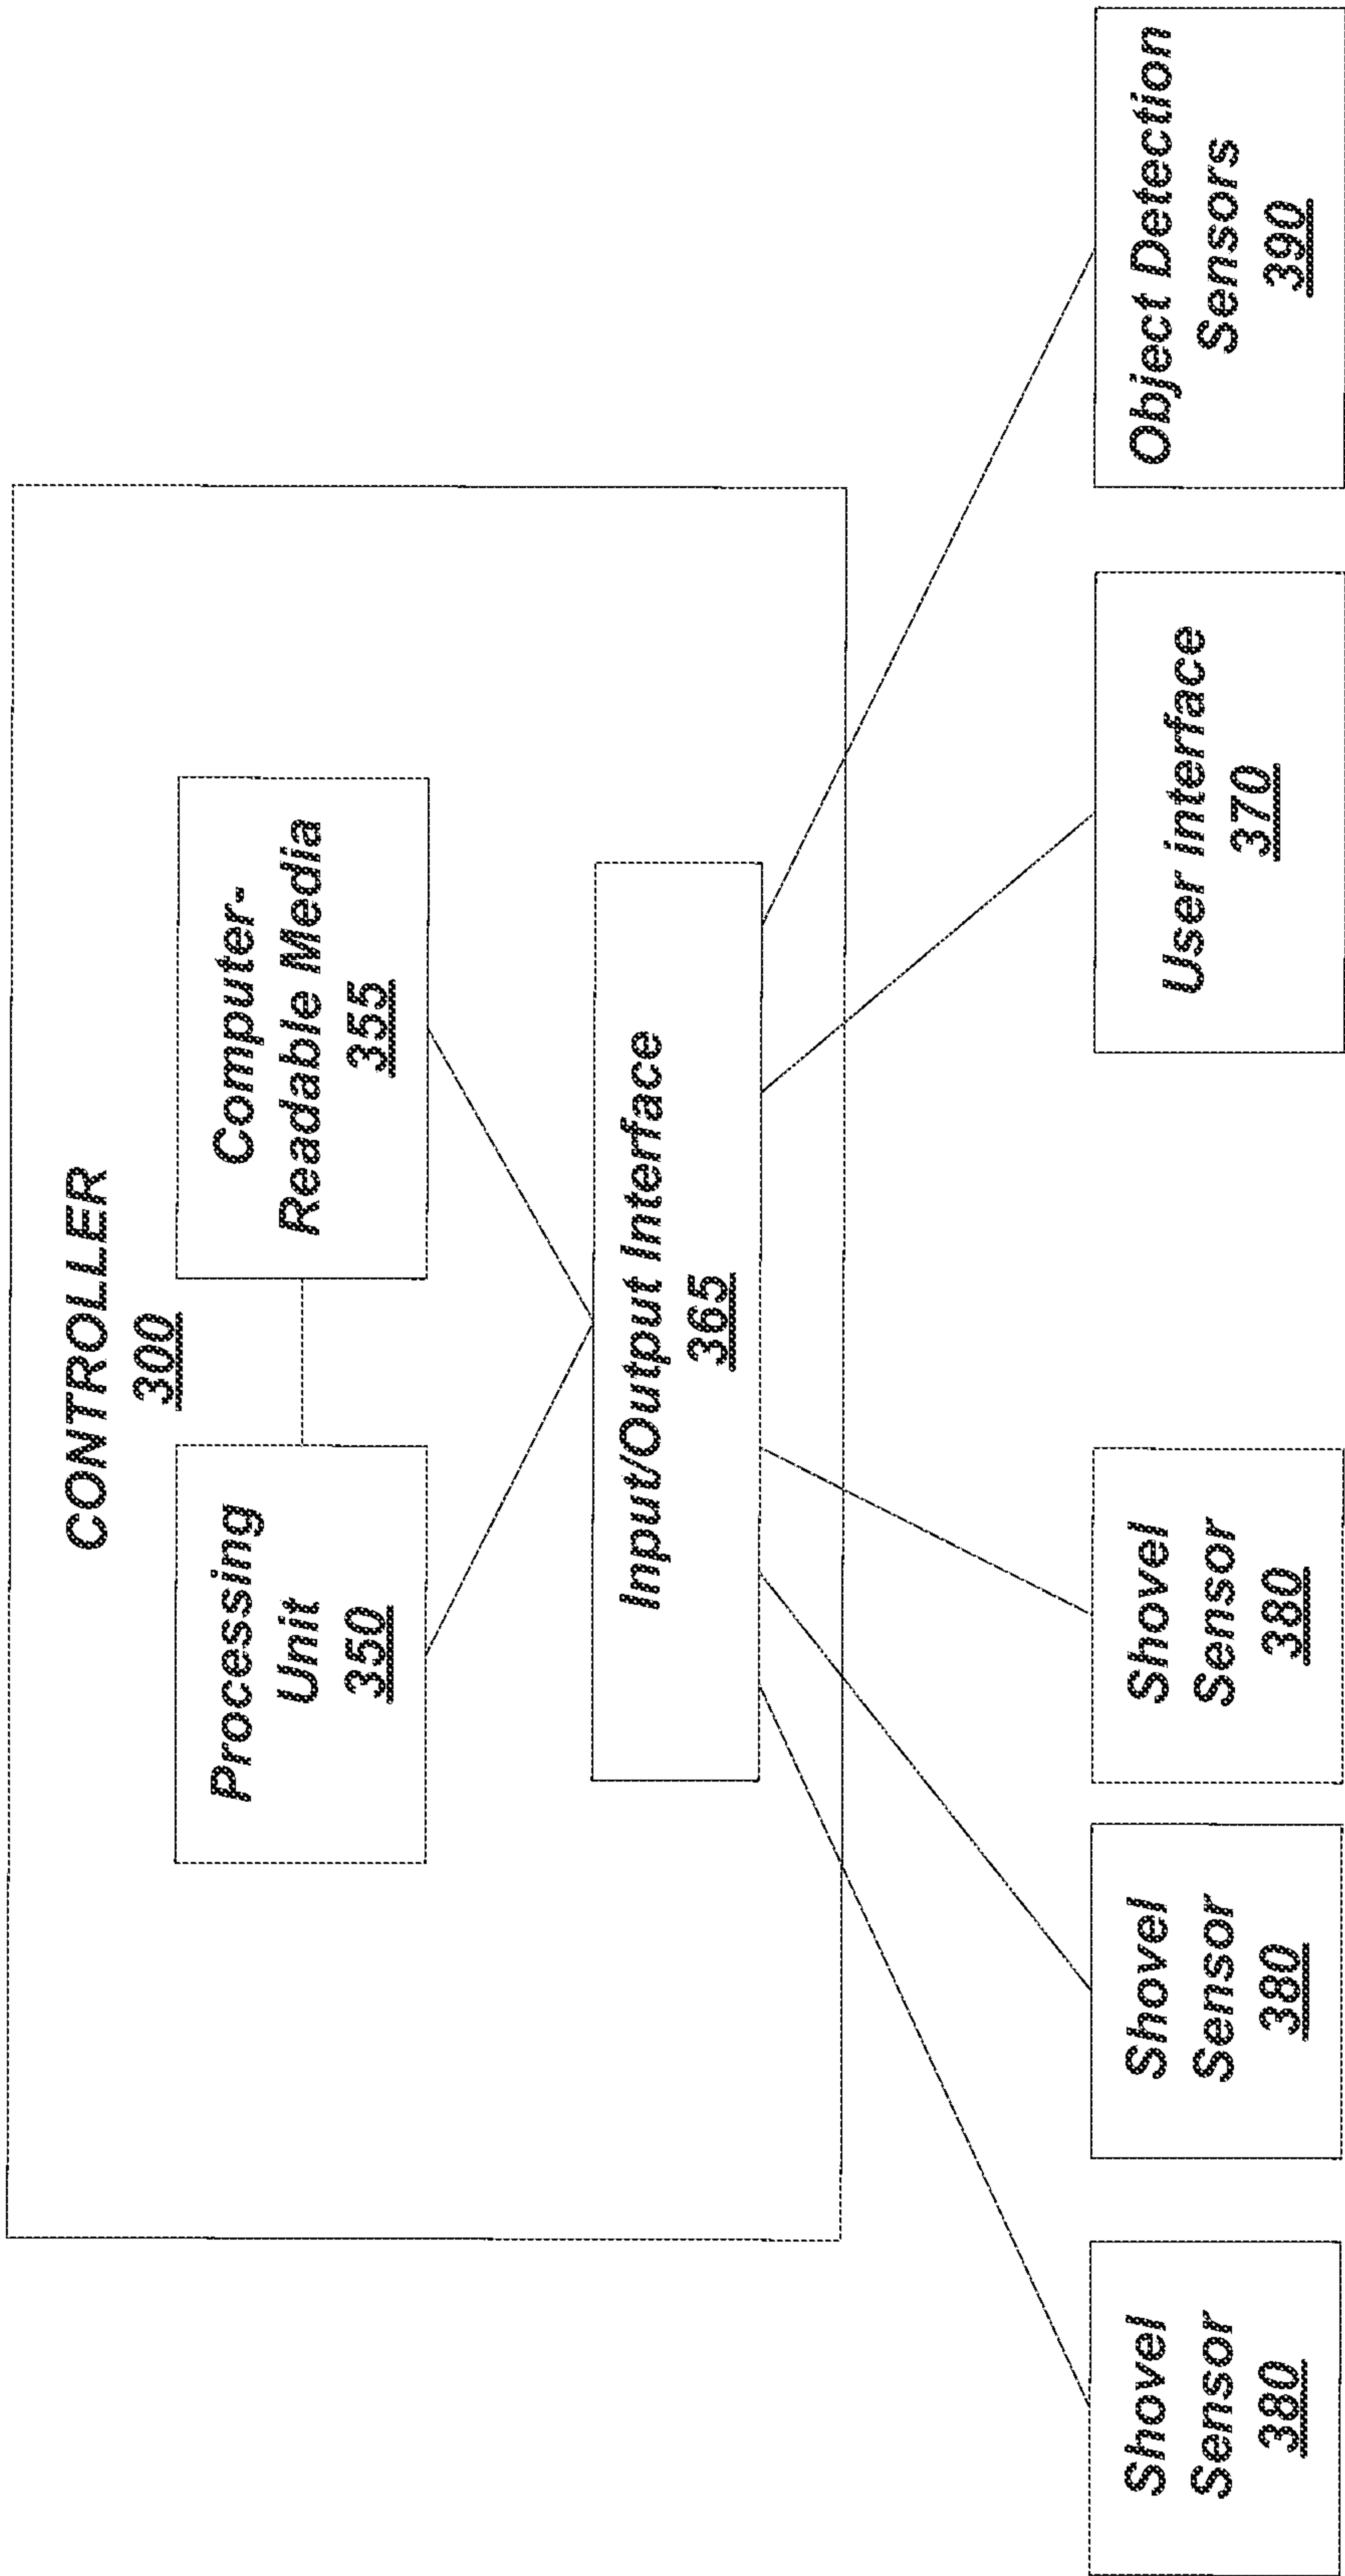 CONTROLLER
300
Processing
Unit
350
Computer-
Readable Media
355
Input/Output Interface
365
Shovel
Sensor
380
Shovel
Sensor
380
Shovel
Sensor
380
User interface
370
Object Detection
Sensors
390